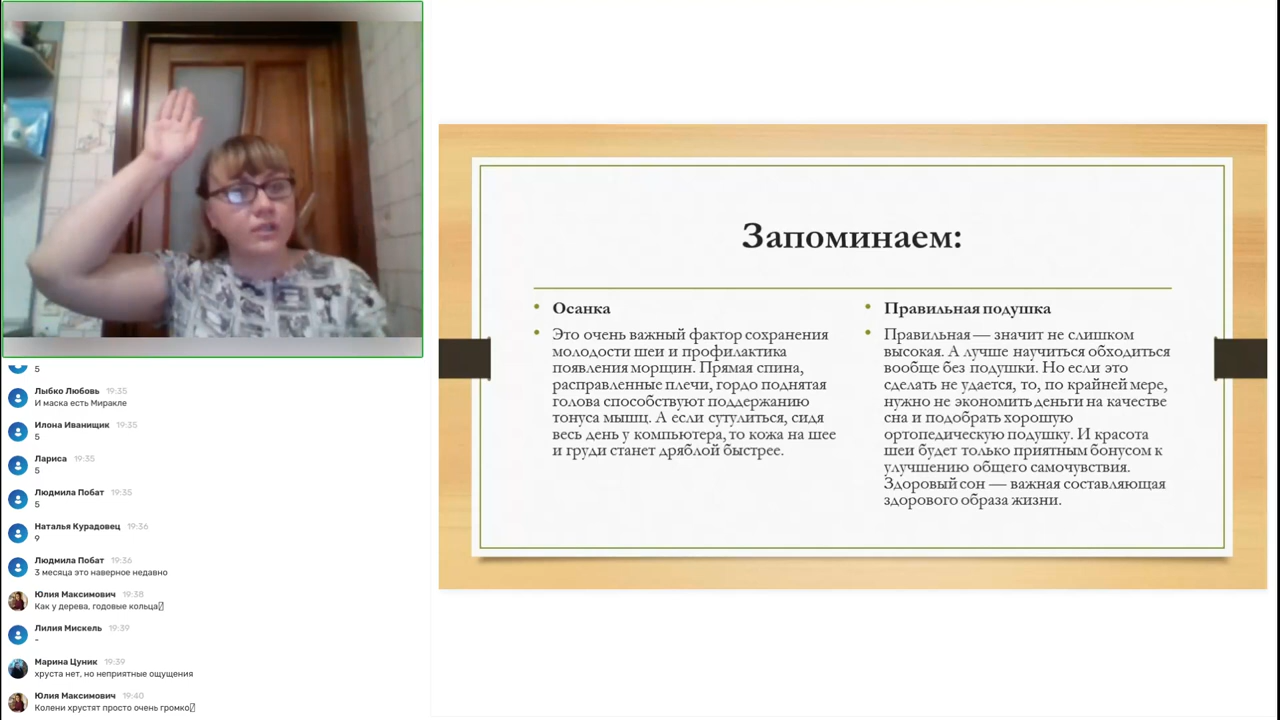 5
Лыбко Любовь 19:35
И маска есть Миракле
Илона Иванищик 19:35
5
Лариса 19:35
5
Людмила Побат 19:35
5
Наталья Курадовец 19:36
9
Людмила Побат 19:36
3 месяца это наверное недавно
Юлия Максимович 19:38
Как у дерева, годовые кольца
Лилия Мискель 19:39
-
Марина Цуник 19:39
хруста нет, но неприятные ощущения
Юлия Максимович 19:40
Колени хрустят просто очень громко
Запоминаем:
• Осанка
• Это очень важный фактор сохранения
молодости шеи и профилактика
появления морщин. Прямая спина,
расправленные плечи, гордо поднятая
голова способствуют поддержанию
тонуса мышц. А если сутулиться, сидя
весь день у компьютера, то кожа на шее
и груди станет дряблой быстрее.
• Правильная подушка
• Правильная — значит не слишком
высокая. А лучше научиться обходиться
вообще без подушки. Но если это
сделать не удается, то, по крайней мере,
нужно не экономить деньги на качестве
сна и подобрать хорошую
ортопедическую подушку. И красота
шеи будет только приятным бонусом к
улучшению общего самочувствия.
Здоровый сон — важная составляющая
здорового образа жизни.